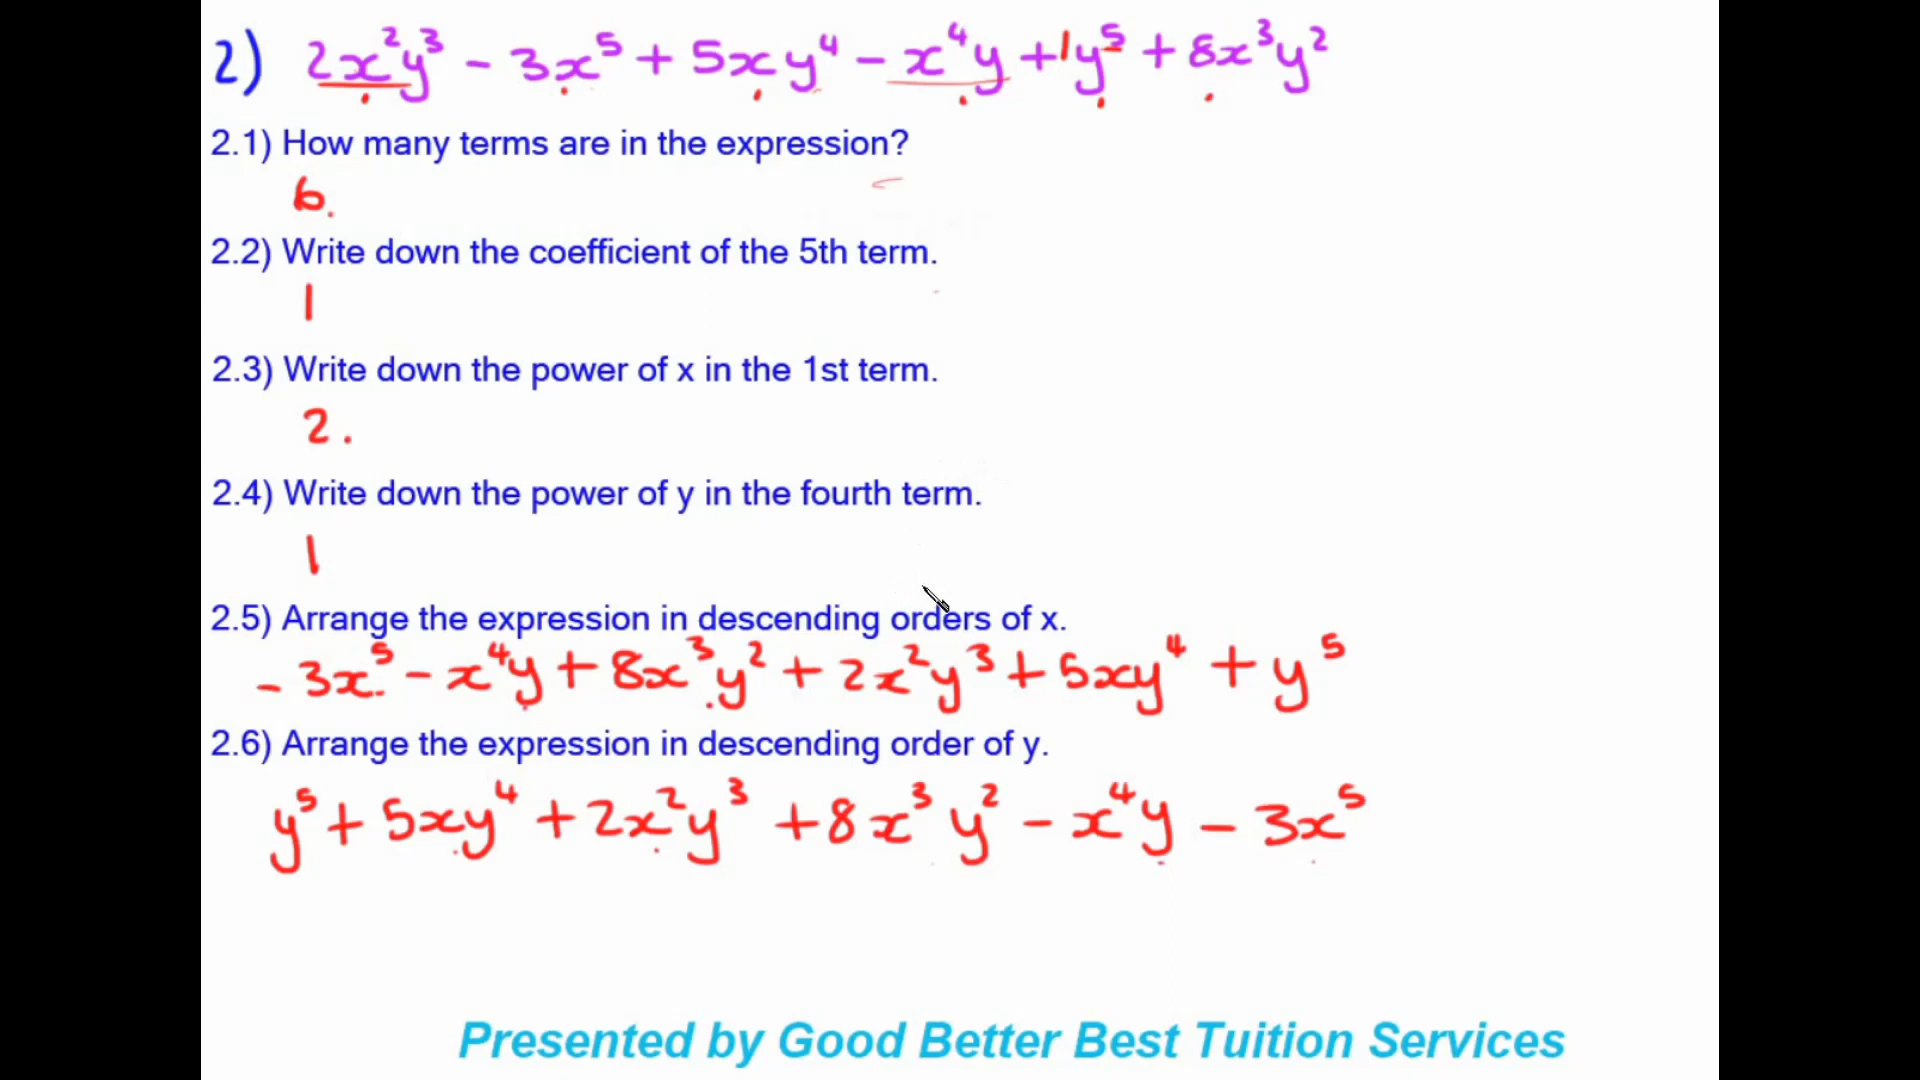 2) 2x²y³ - 3x⁵ + 5xy⁴ - x⁴y + 1y⁵ + 8x³y²
2.1) How many terms are in the expression?
6.
2.2) Write down the coefficient of the 5th term.
1
2.3) Write down the power of x in the 1st term.
2.
2.4) Write down the power of y in the fourth term.
1
2.5) Arrange the expression in descending orders of x.
- 3x⁵ - x⁴y + 8x³y² + 2x²y³ + 5xy⁴ + y⁵
2.6) Arrange the expression in descending order of y.
y⁵ + 5xy⁴ + 2x²y³ + 8x³y² - x⁴y - 3x⁵
Presented by Good Better Best Tuition Services